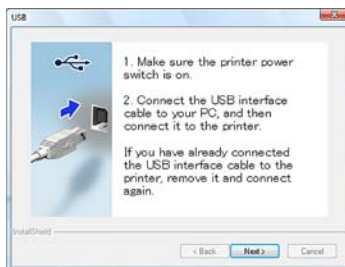 USB
1. Make sure the printer power
switch is on.
2. Connect the USB interface
cable to your PC, and then
connect it to the printer.
If you have already connected
the USB interface cable to the
printer, remove it and connect
again.
InstallShield
< Back
Next >
Cancel